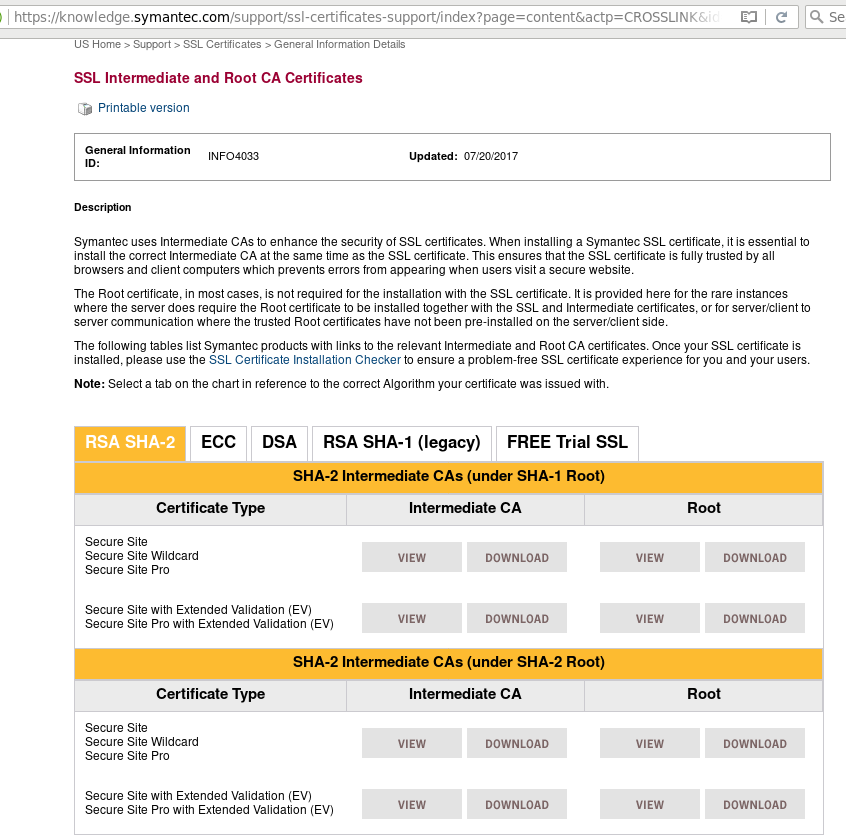 https://knowledge.symantec.com/support/ssl-certificates-support/index?page=content&actp=CROSSLINK&id
US Home > Support > SSL Certificates > General Information Details
SSL Intermediate and Root CA Certificates
Printable version
General Information ID: INFO4033 Updated: 07/20/2017
Description
Symantec uses Intermediate CAs to enhance the security of SSL certificates. When installing a Symantec SSL certificate, it is essential to
install the correct Intermediate CA at the same time as the SSL certificate. This ensures that the SSL certificate is fully trusted by all
browsers and client computers which prevents errors from appearing when users visit a secure website.
The Root certificate, in most cases, is not required for the installation with the SSL certificate. It is provided here for the rare instances
where the server does require the Root certificate to be installed together with the SSL and Intermediate certificates, or for server/client to
server communication where the trusted Root certificates have not been pre-installed on the server/client side.
The following tables list Symantec products with links to the relevant Intermediate and Root CA certificates. Once your SSL certificate is
installed, please use the SSL Certificate Installation Checker to ensure a problem-free SSL certificate experience for you and your users.
Note: Select a tab on the chart in reference to the correct Algorithm your certificate was issued with.
RSA SHA-2 ECC DSA RSA SHA-1 (legacy) FREE Trial SSL
SHA-2 Intermediate CAs (under SHA-1 Root)
Certificate Type Intermediate CA Root
Secure Site
Secure Site Wildcard
Secure Site Pro
VIEW DOWNLOAD VIEW DOWNLOAD
Secure Site with Extended Validation (EV)
Secure Site Pro with Extended Validation (EV)
VIEW DOWNLOAD VIEW DOWNLOAD
SHA-2 Intermediate CAs (under SHA-2 Root)
Certificate Type Intermediate CA Root
Secure Site
Secure Site Wildcard
Secure Site Pro
VIEW DOWNLOAD VIEW DOWNLOAD
Secure Site with Extended Validation (EV)
Secure Site Pro with Extended Validation (EV)
VIEW DOWNLOAD VIEW DOWNLOAD